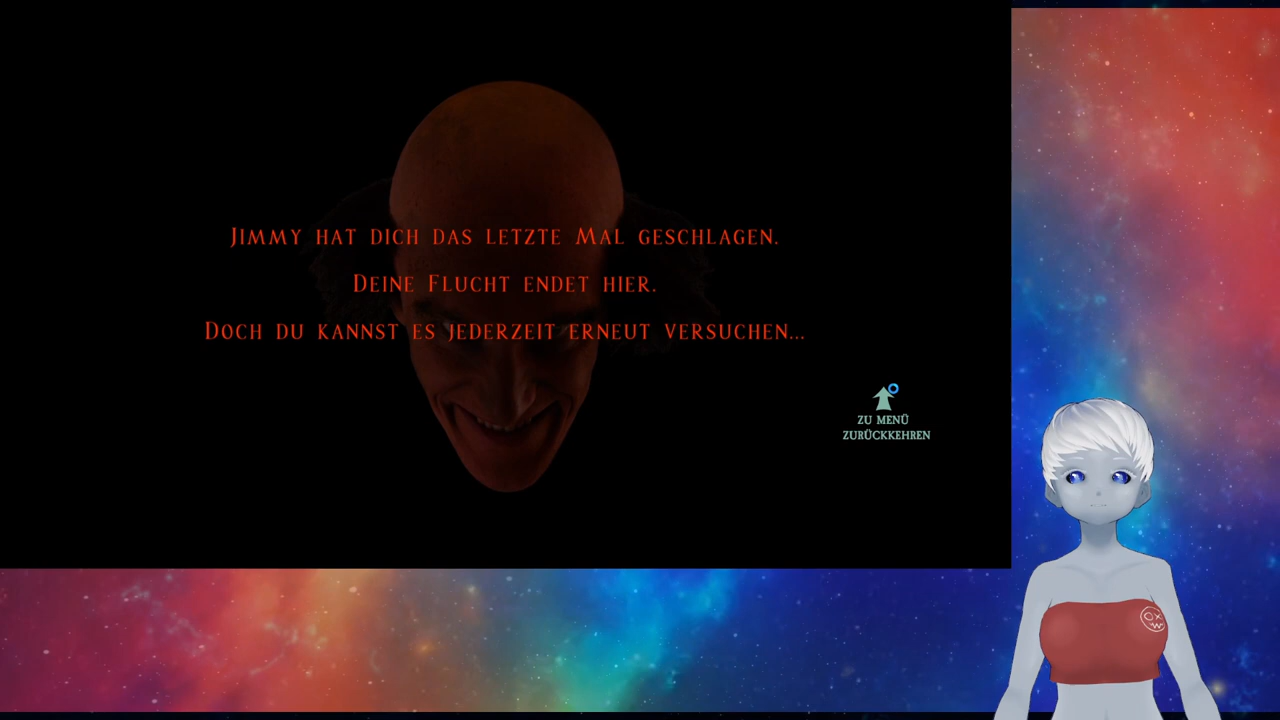 Jimmy hat dich das letzte Mal geschlagen.
Deine Flucht endet hier.
Doch du kannst es jederzeit erneut versuchen...
zu Menü
zurückkehren